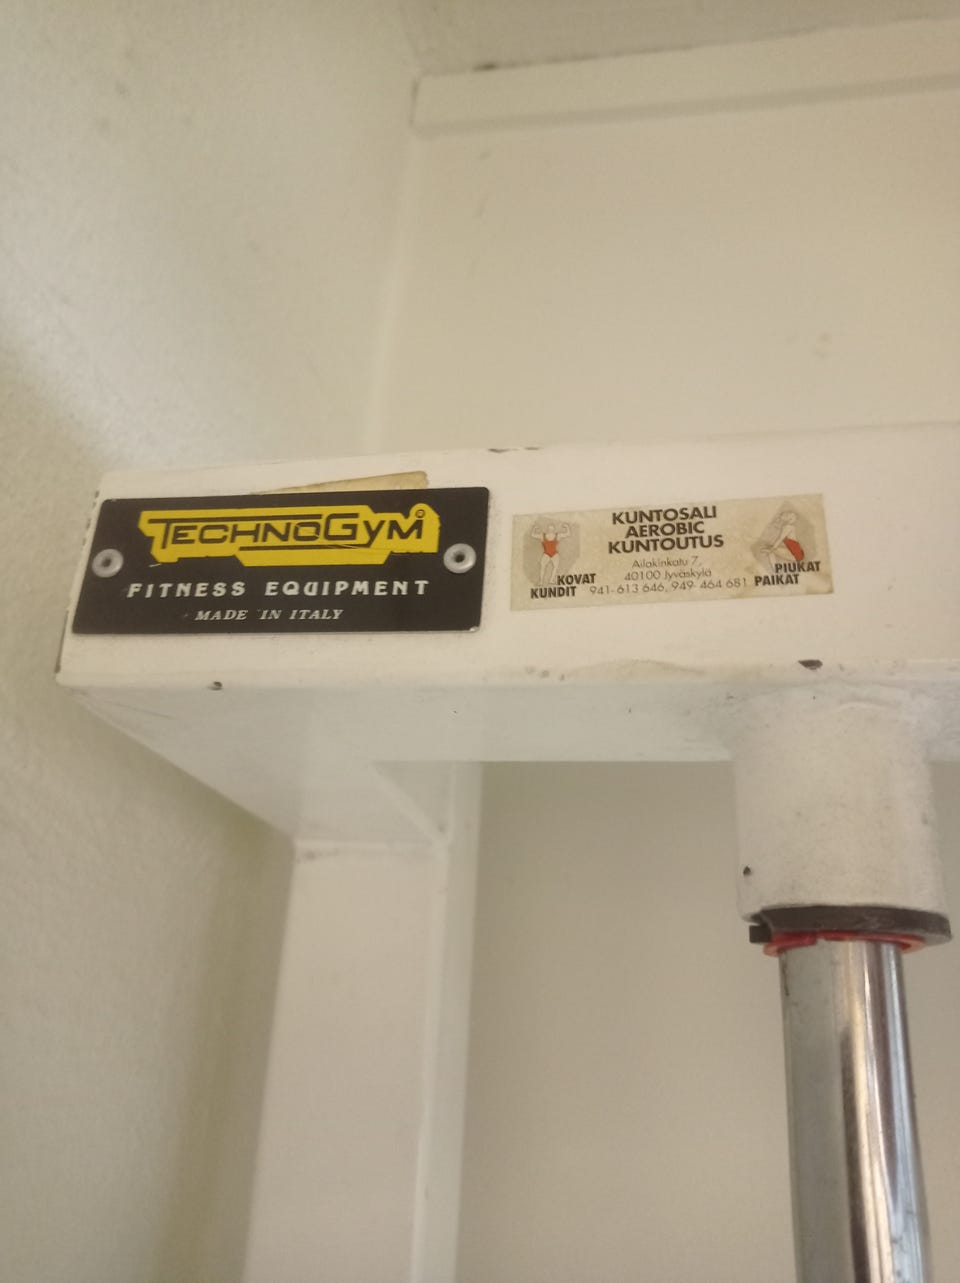 TECHNOGYM®
FITNESS EQUIPMENT
MADE IN ITALY
KUNTOSALI
AEROBIC
KUNTOUTUS
Ailakinkatu 7,
40100 Jyväskylä
941-613 646, 949- 464 681
KOVAT
KUNDIT
PIUKAT
PAIKAT